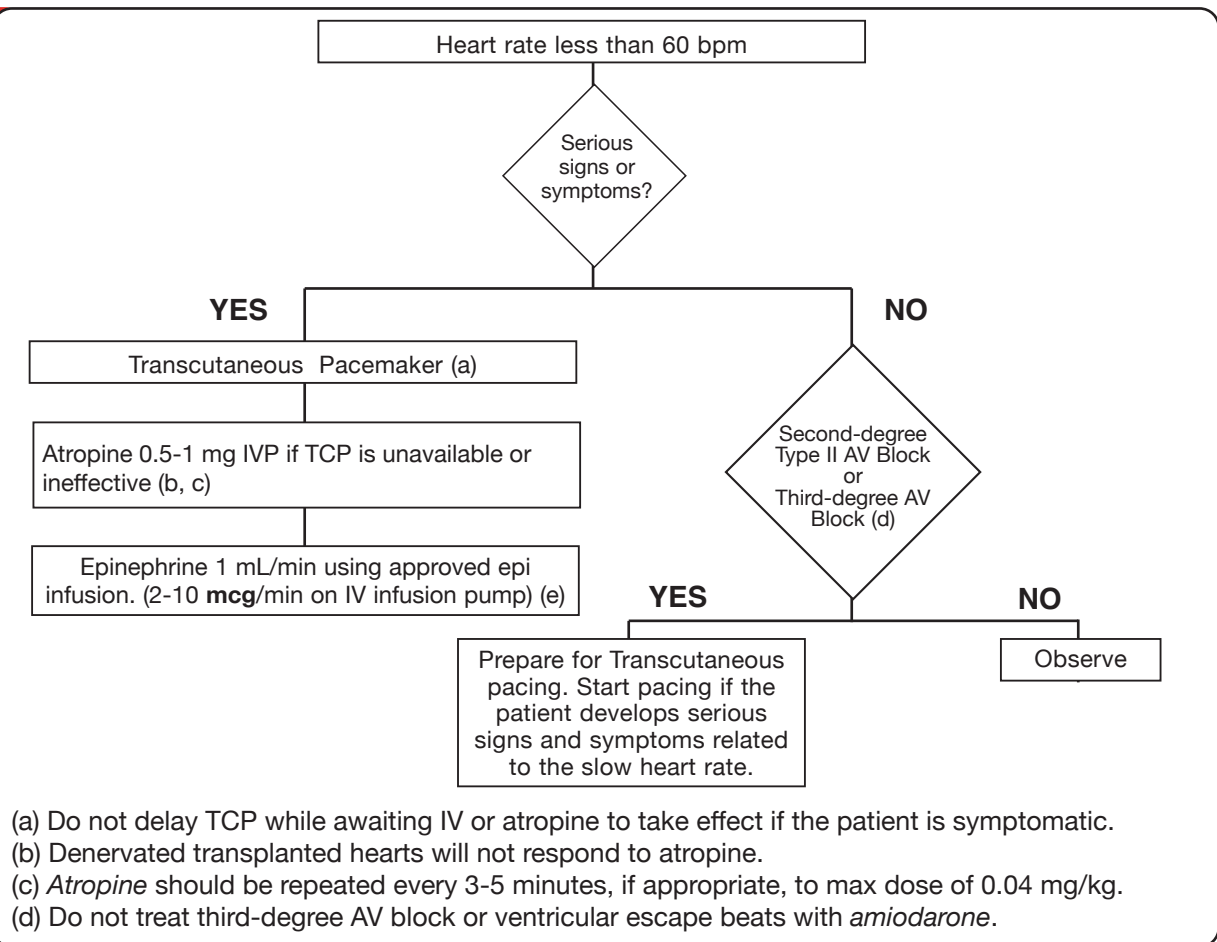 Heart rate less than 60 bpm
Serious
signs or
symptoms?
YES
NO
Transcutaneous Pacemaker (a)
Atropine 0.5-1 mg IVP if TCP is unavailable or
ineffective (b, c)
Epinephrine 1 mL/min using approved epi
infusion. (2-10 mcg/min on IV infusion pump) (e)
Second-degree
Type II AV Block
or
Third-degree AV
Block (d)
YES
NO
Prepare for Transcutaneous
pacing. Start pacing if the
patient develops serious
signs and symptoms related
to the slow heart rate.
Observe
(a) Do not delay TCP while awaiting IV or atropine to take effect if the patient is symptomatic.
(b) Denervated transplanted hearts will not respond to atropine.
(c) Atropine should be repeated every 3-5 minutes, if appropriate, to max dose of 0.04 mg/kg.
(d) Do not treat third-degree AV block or ventricular escape beats with amiodarone.